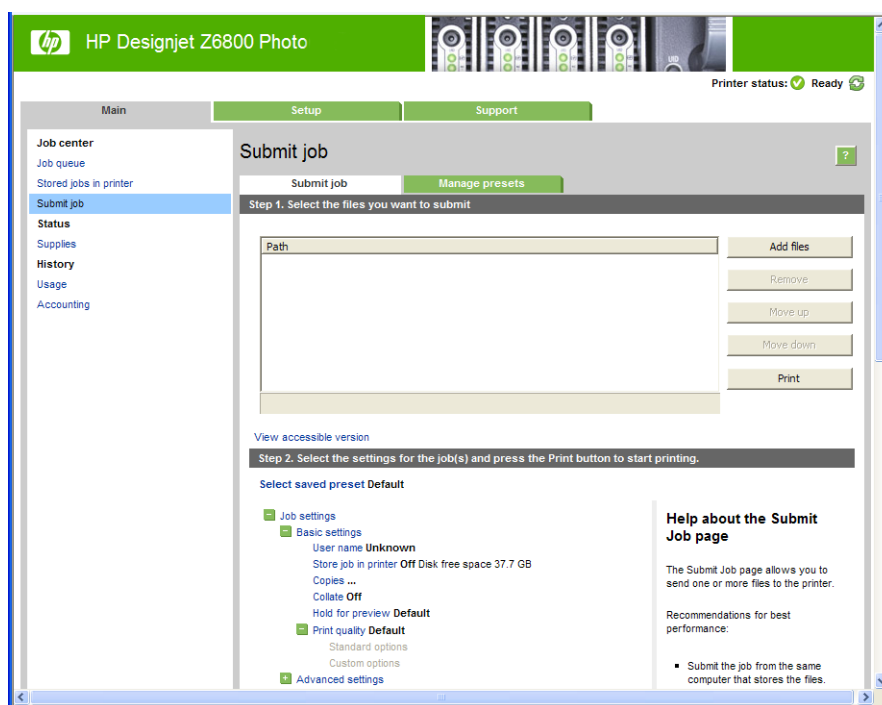 hp HP Designjet Z6800 Photo
UID
Printer status: Ready
Main Setup Support
Job center
Job queue
Stored jobs in printer
Submit job
Status
Supplies
History
Usage
Accounting
Submit job
?
Submit job Manage presets
Step 1. Select the files you want to submit
Path
Add files
Remove
Move up
Move down
Print
View accessible version
Step 2. Select the settings for the job(s) and press the Print button to start printing.
Select saved preset Default
Job settings
Basic settings
User name Unknown
Store job in printer Off Disk free space 37.7 GB
Copies ...
Collate Off
Hold for preview Default
Print quality Default
Standard options
Custom options
Advanced settings
Help about the Submit
Job page
The Submit Job page allows you to
send one or more files to the printer.
Recommendations for best
performance:
▪ Submit the job from the same
computer that stores the files.